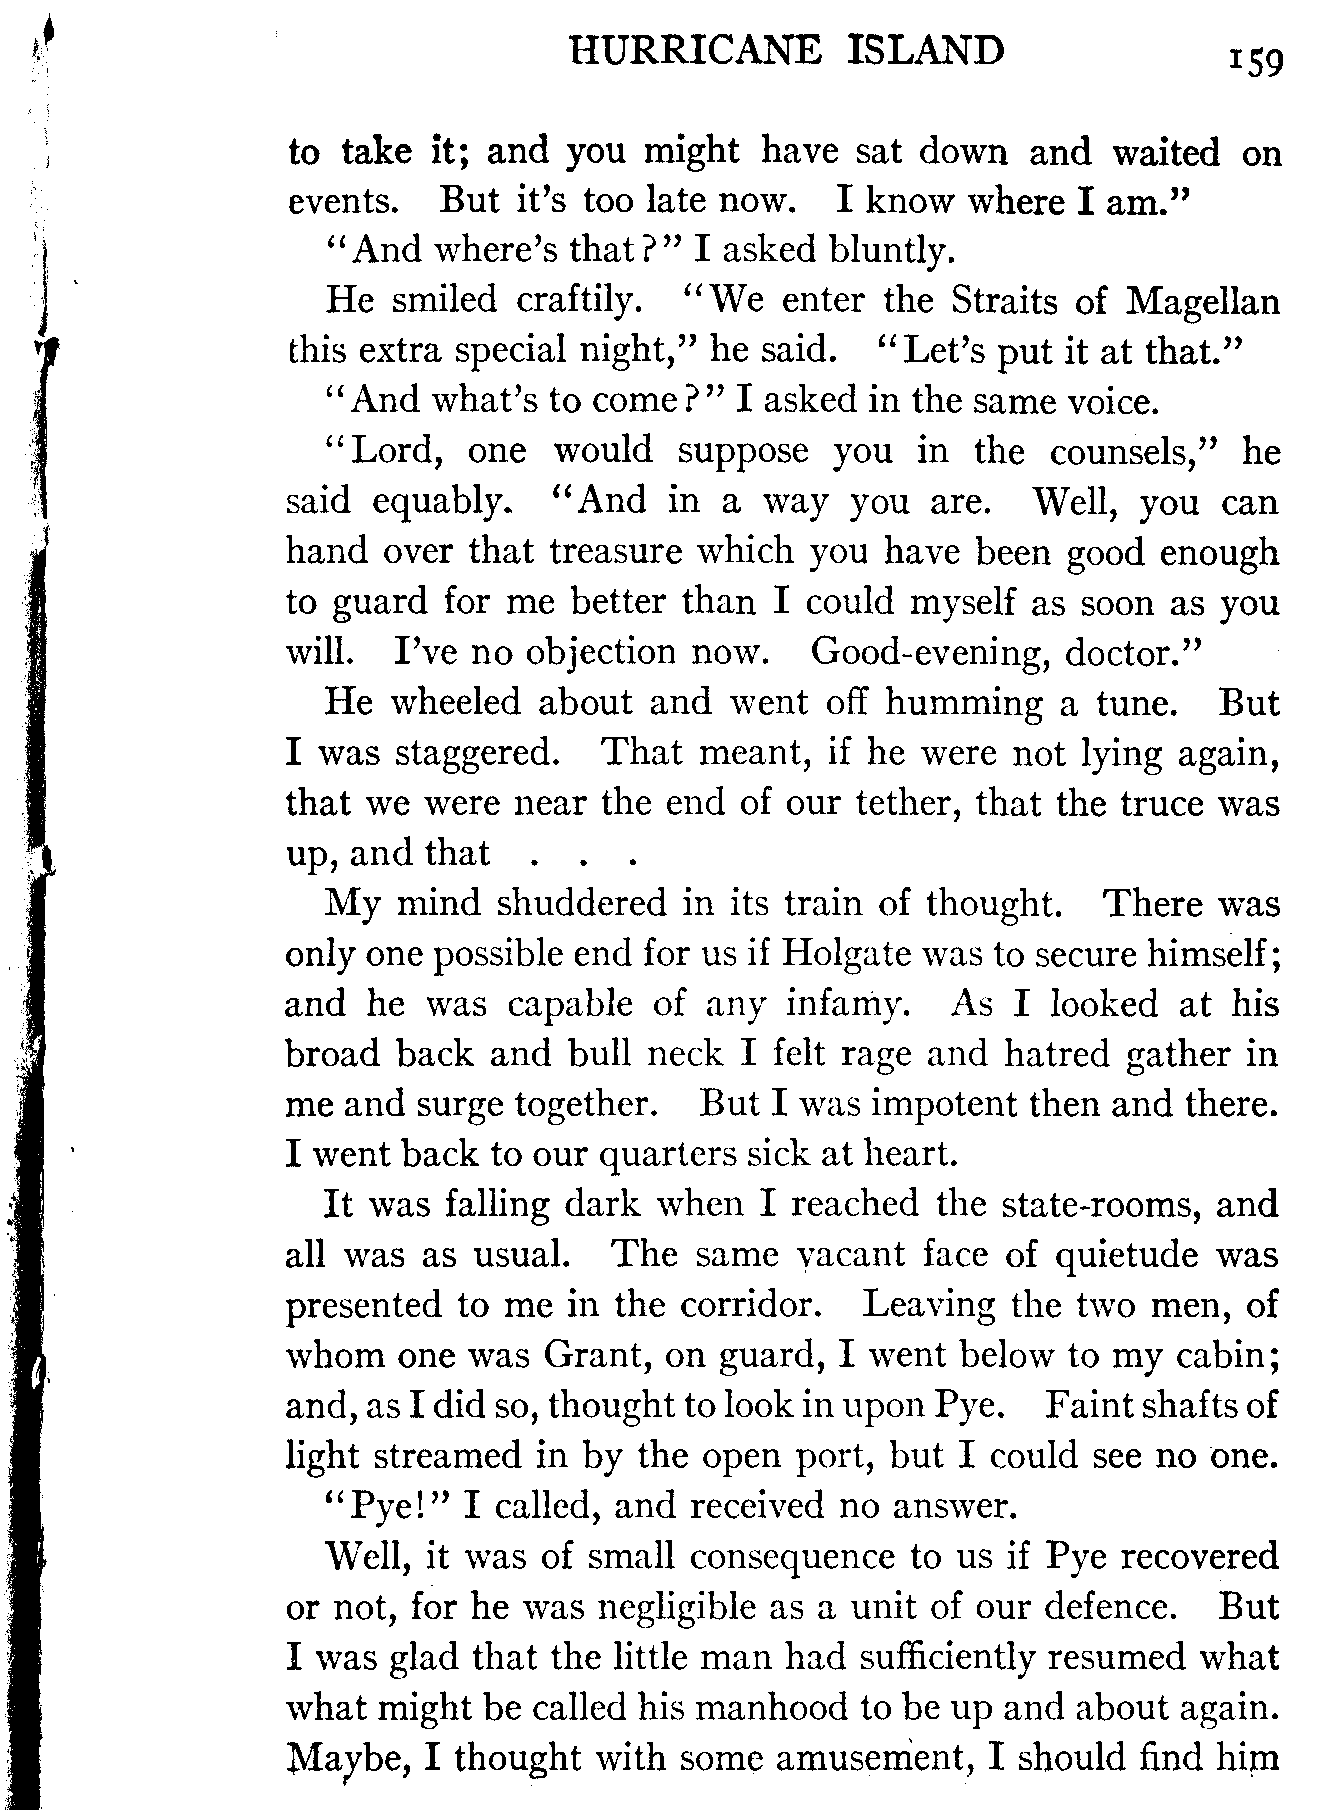 HURRICANE ISLAND 159
to take it; and you might have sat down and waited on
events. But it's too late now. I know where I am."
"And where's that?" I asked bluntly.
He smiled craftily. "We enter the Straits of Magellan
this extra special night," he said. "Let's put it at that."
"And what's to come?" I asked in the same voice.
"Lord, one would suppose you in the counsels," he
said equably. "And in a way you are. Well, you can
hand over that treasure which you have been good enough
to guard for me better than I could myself as soon as you
will. I've no objection now. Good-evening, doctor."
He wheeled about and went off humming a tune. But
I was staggered. That meant, if he were not lying again,
that we were near the end of our tether, that the truce was
up, and that . . .
My mind shuddered in its train of thought. There was
only one possible end for us if Holgate was to secure himself;
and he was capable of any infamy. As I looked at his
broad back and bull neck I felt rage and hatred gather in
me and surge together. But I was impotent then and there.
I went back to our quarters sick at heart.
It was falling dark when I reached the state-rooms, and
all was as usual. The same vacant face of quietude was
presented to me in the corridor. Leaving the two men, of
whom one was Grant, on guard, I went below to my cabin;
and, as I did so, thought to look in upon Pye. Faint shafts of
light streamed in by the open port, but I could see no one.
"Pye!" I called, and received no answer.
Well, it was of small consequence to us if Pye recovered
or not, for he was negligible as a unit of our defence. But
I was glad that the little man had sufficiently resumed what
what might be called his manhood to be up and about again.
Maybe, I thought with some amusement, I should find him